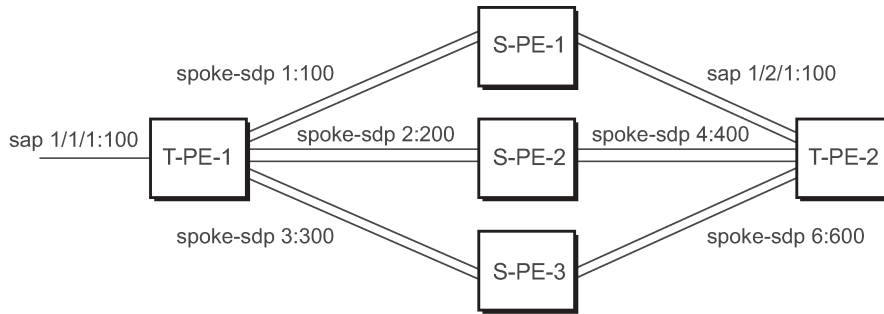 S-PE-1
spoke-sdp 1:100
sap 1/2/1:100
sap 1/1/1:100
spoke-sdp 2:200
spoke-sdp 4:400
T-PE-1
S-PE-2
T-PE-2
spoke-sdp 3:300
spoke-sdp 6:600
S-PE-3